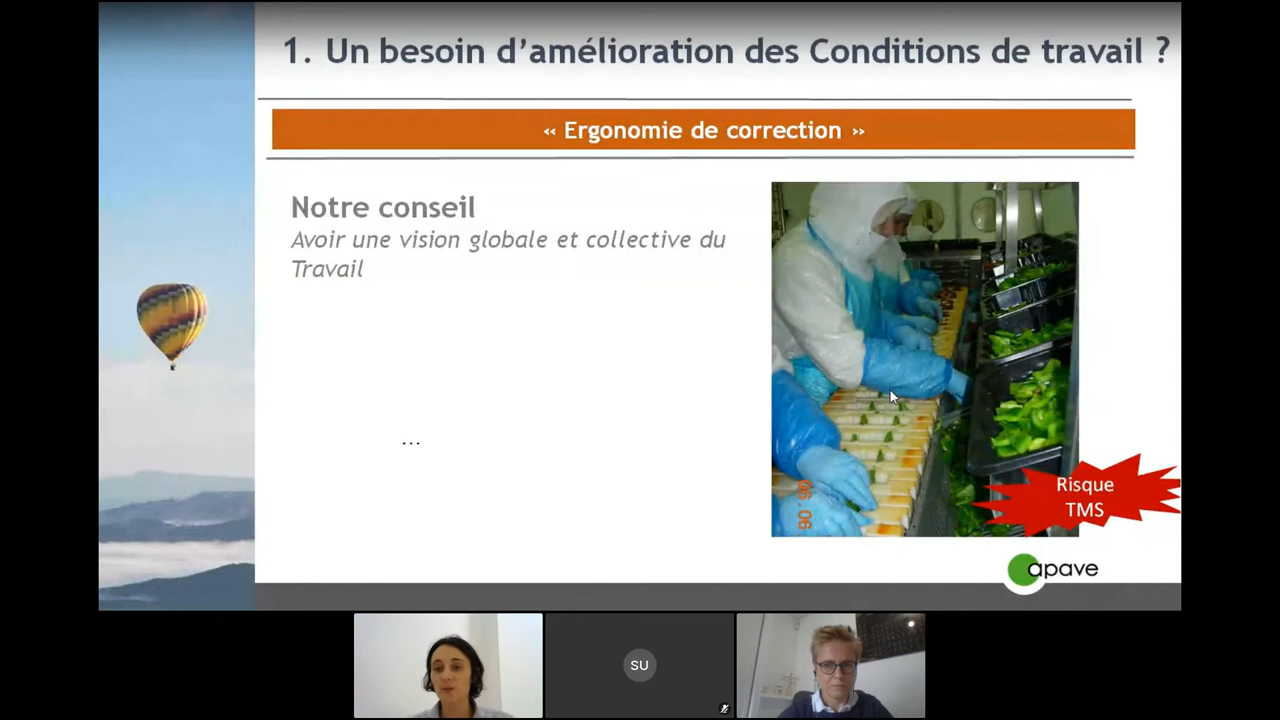 1. Un besoin d’amélioration des Conditions de travail ?
‹‹ Ergonomie de correction ››
Notre conseil
Avoir une vision globale et collective du
Travail
...
Risque
TMS
apave
SU